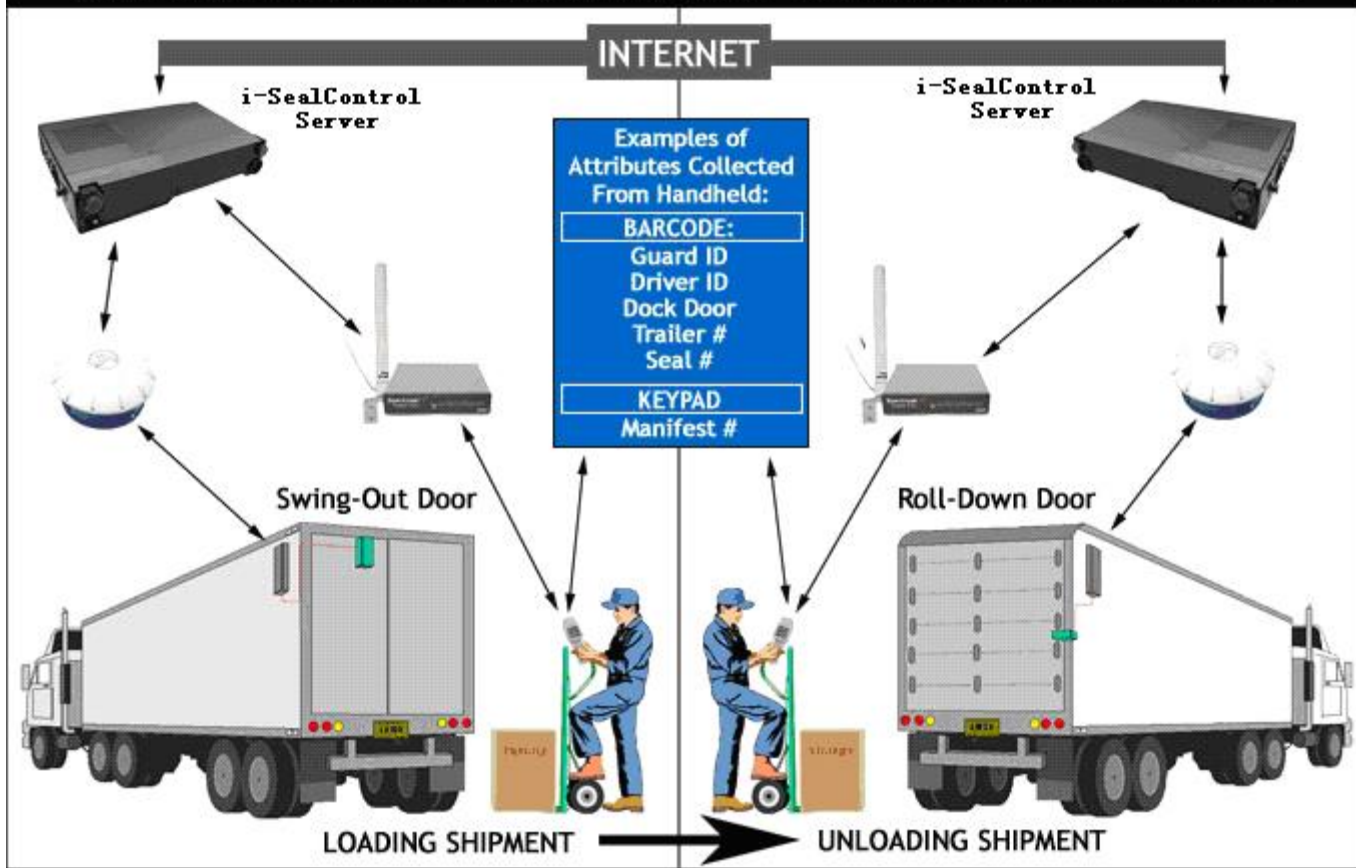 INTERNET
i-SealControl
Server
i-SealControl
Server
Examples of
Attributes Collected
From Handheld:
BARCODE:
Guard ID
Driver ID
Dock Door
Trailer #
Seal #
KEYPAD
Manifest #
Swing-Out Door
Roll-Down Door
LOADING SHIPMENT
UNLOADING SHIPMENT